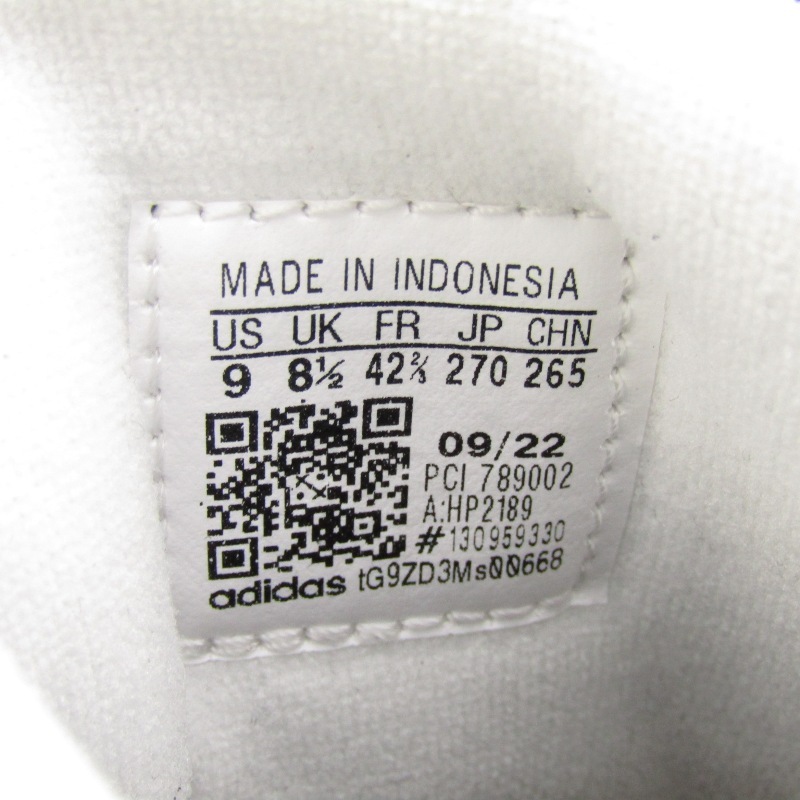 MADE IN INDONESIA
US UK FR JP CHN
9 8½ 42⅔ 270 265
09/22
PCI 789002
A:HP2189
#130959330
adidas tG9ZD3Ms00668